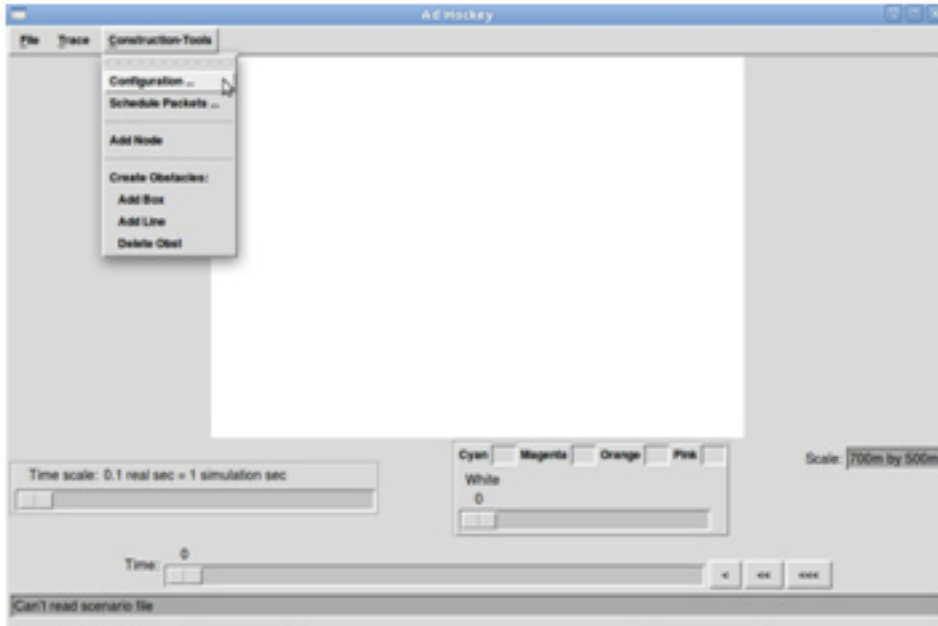 Ad Hockey
File Trace Construction-Tools
Configuration ...
Schedule Packets ...
Add Node
Create Obstacles:
Add Box
Add Line
Delete Obst
Cyan Magenta Orange Pink
White
0
Scale: 700m by 500m
Time scale: 0.1 real sec = 1 simulation sec
Time: 0
< << <<<
Can't read scenario file